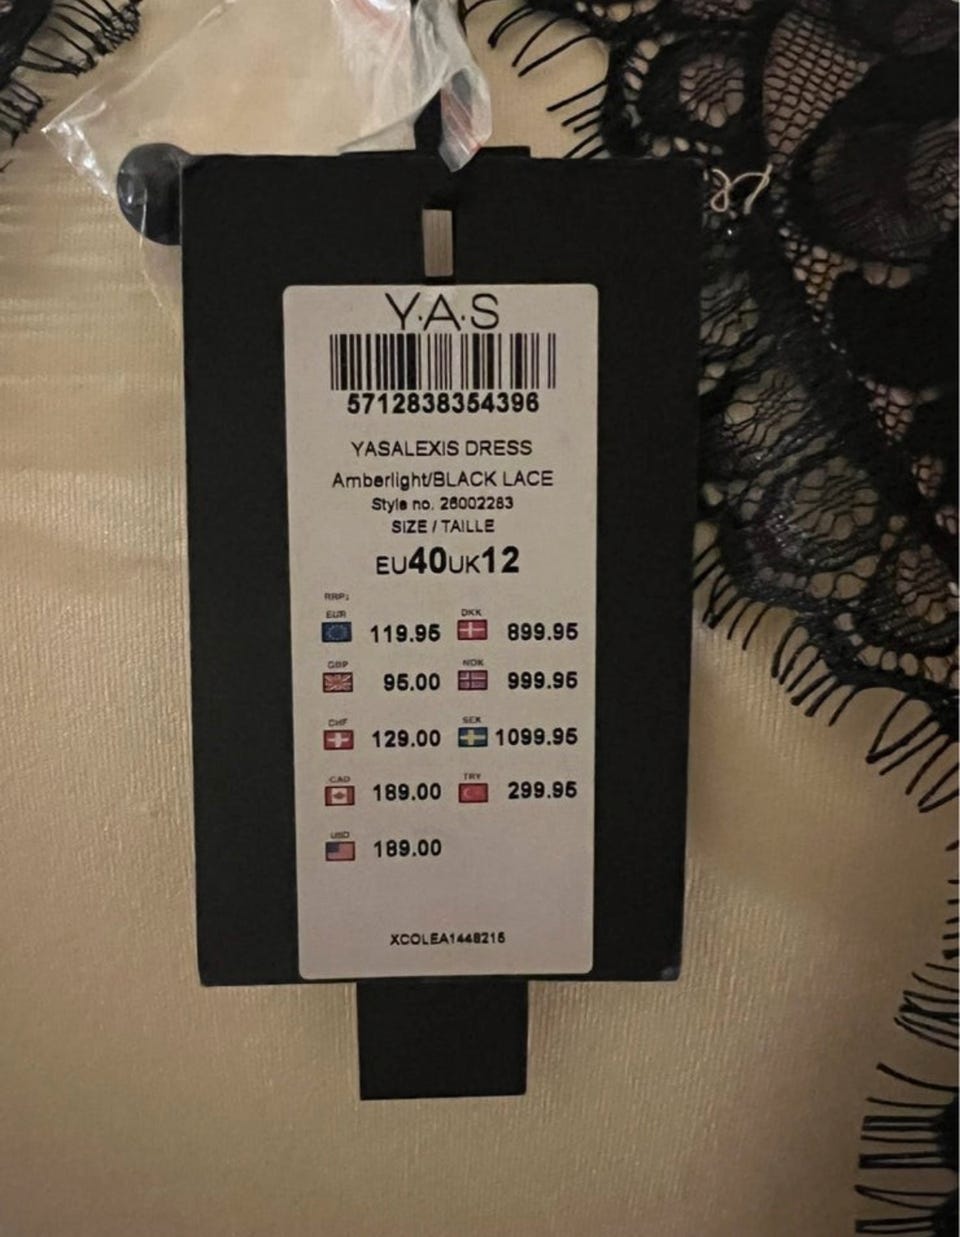 Y.A.S
5712838354396
YASALEXIS DRESS
Amberlight/BLACK LACE
Style no. 26002283
SIZE / TAILLE
EU40UK12
RRP:
EUR 119.95 DKK 899.95
GBP 95.00 NOK 999.95
CHF 129.00 SEK 1099.95
CAD 189.00 TRY 299.95
USD 189.00
XCOLEA1448215